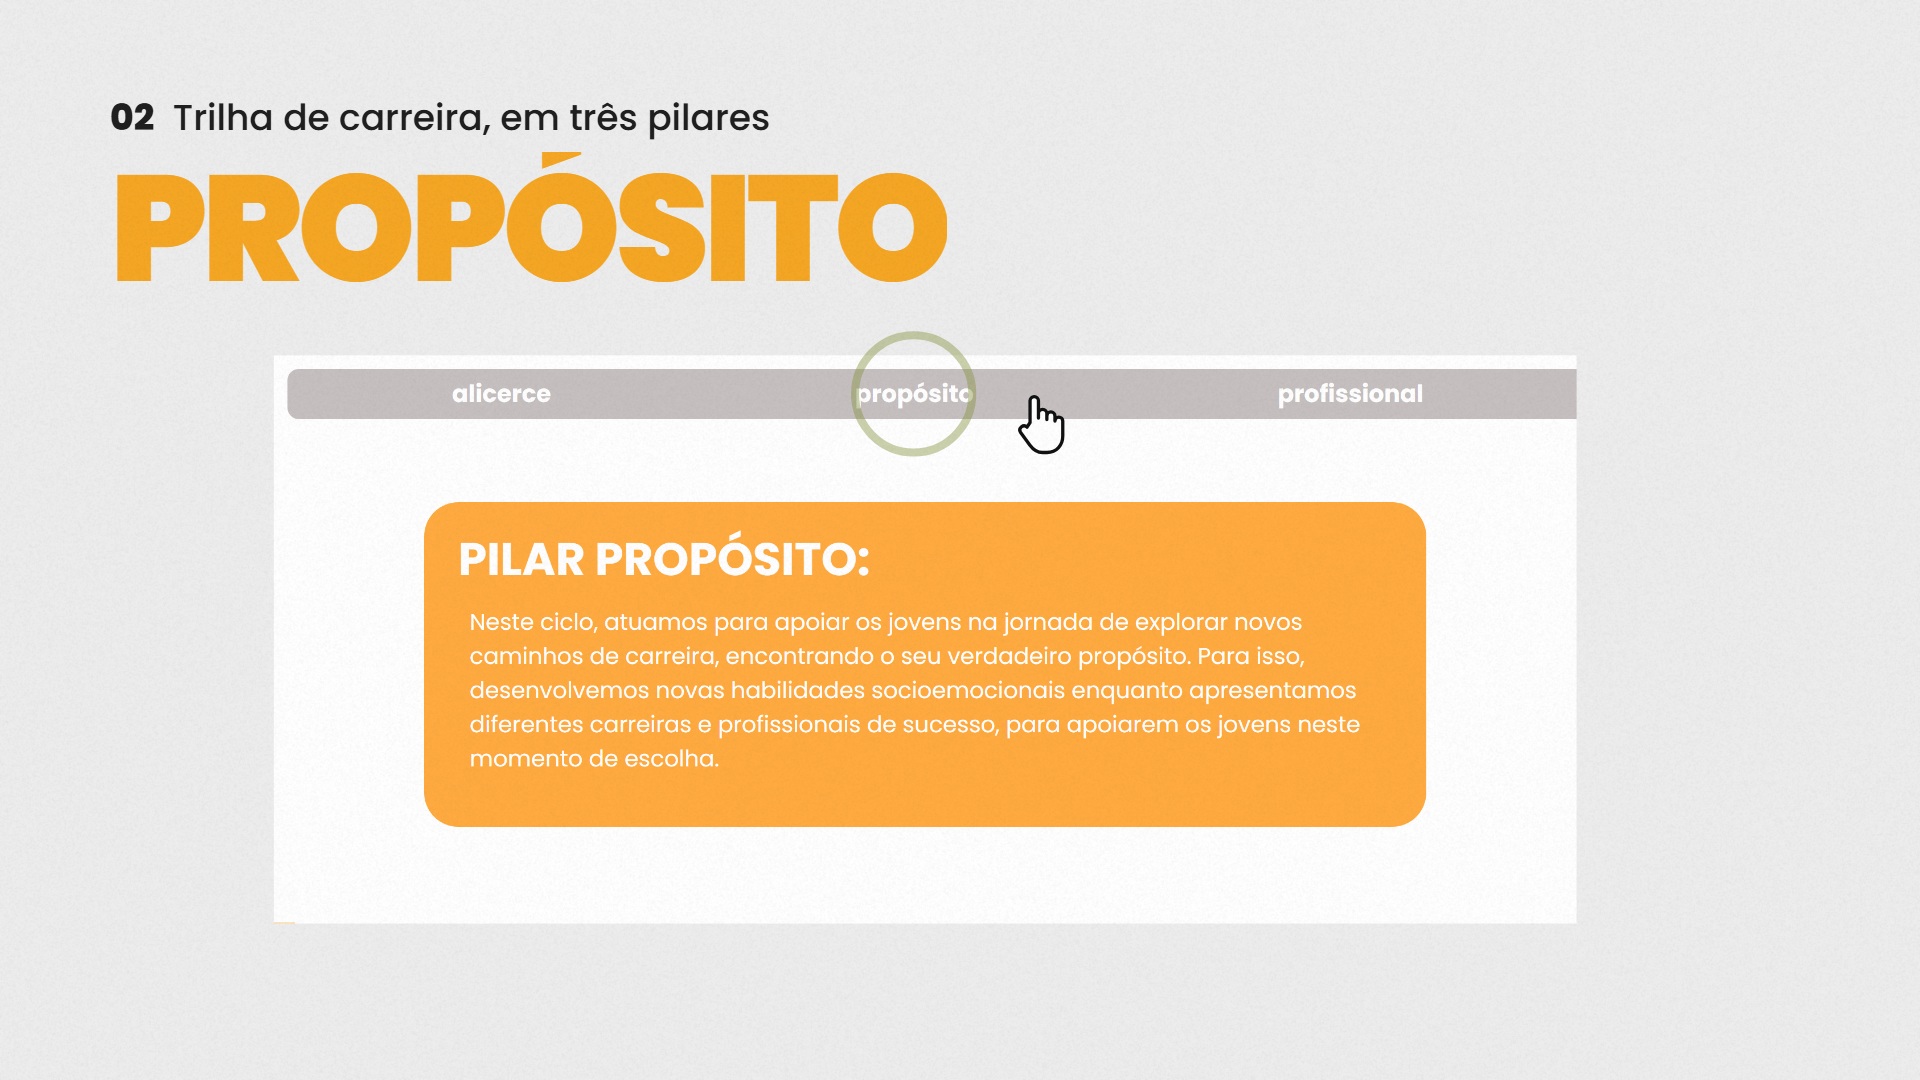 02 Trilha de carreira, em três pilares
PROPÓSITO
alicerce propósito profissional
PILAR PROPÓSITO:
Neste ciclo, atuamos para apoiar os jovens na jornada de explorar novos
caminhos de carreira, encontrando o seu verdadeiro propósito. Para isso,
desenvolvemos novas habilidades socioemocionais enquanto apresentamos
diferentes carreiras e profissionais de sucesso, para apoiarem os jovens neste
momento de escolha.